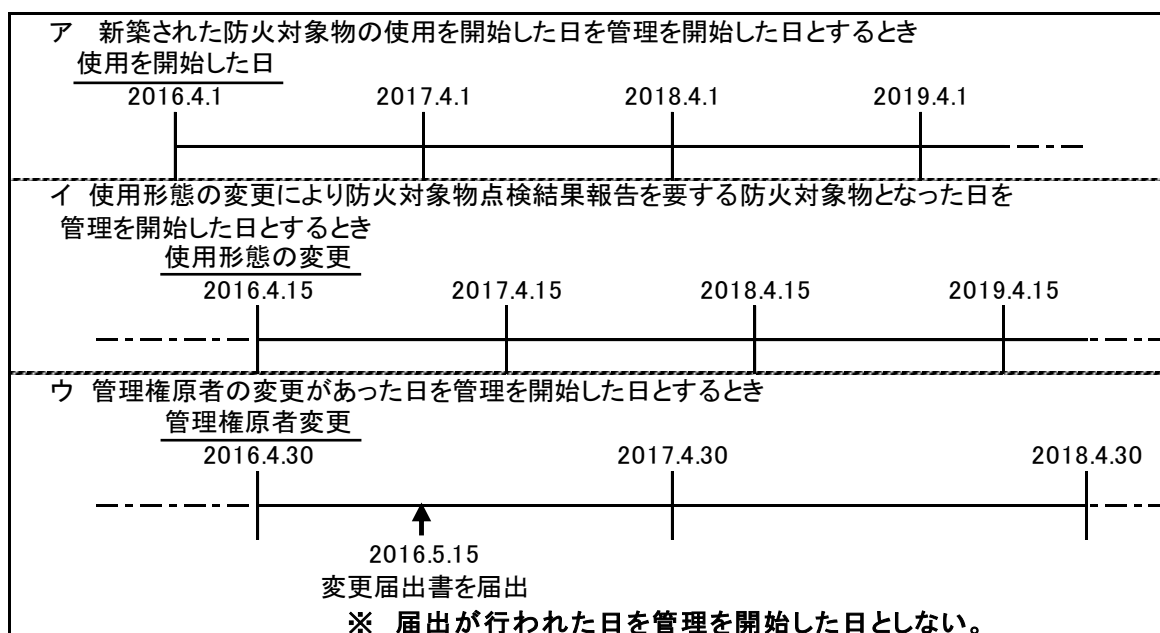 ア 新築された防火対象物の使用を開始した日を管理を開始した日とするとき
使用を開始した日
2016.4.1 2017.4.1 2018.4.1 2019.4.1
イ 使用形態の変更により防火対象物点検結果報告を要する防火対象物となった日を
管理を開始した日とするとき
使用形態の変更
2016.4.15 2017.4.15 2018.4.15 2019.4.15
ウ 管理権原者の変更があった日を管理を開始した日とするとき
管理権原者変更
2016.4.30 2017.4.30 2018.4.30
2016.5.15
変更届出書を届出
※ 届出が行われた日を管理を開始した日としない。